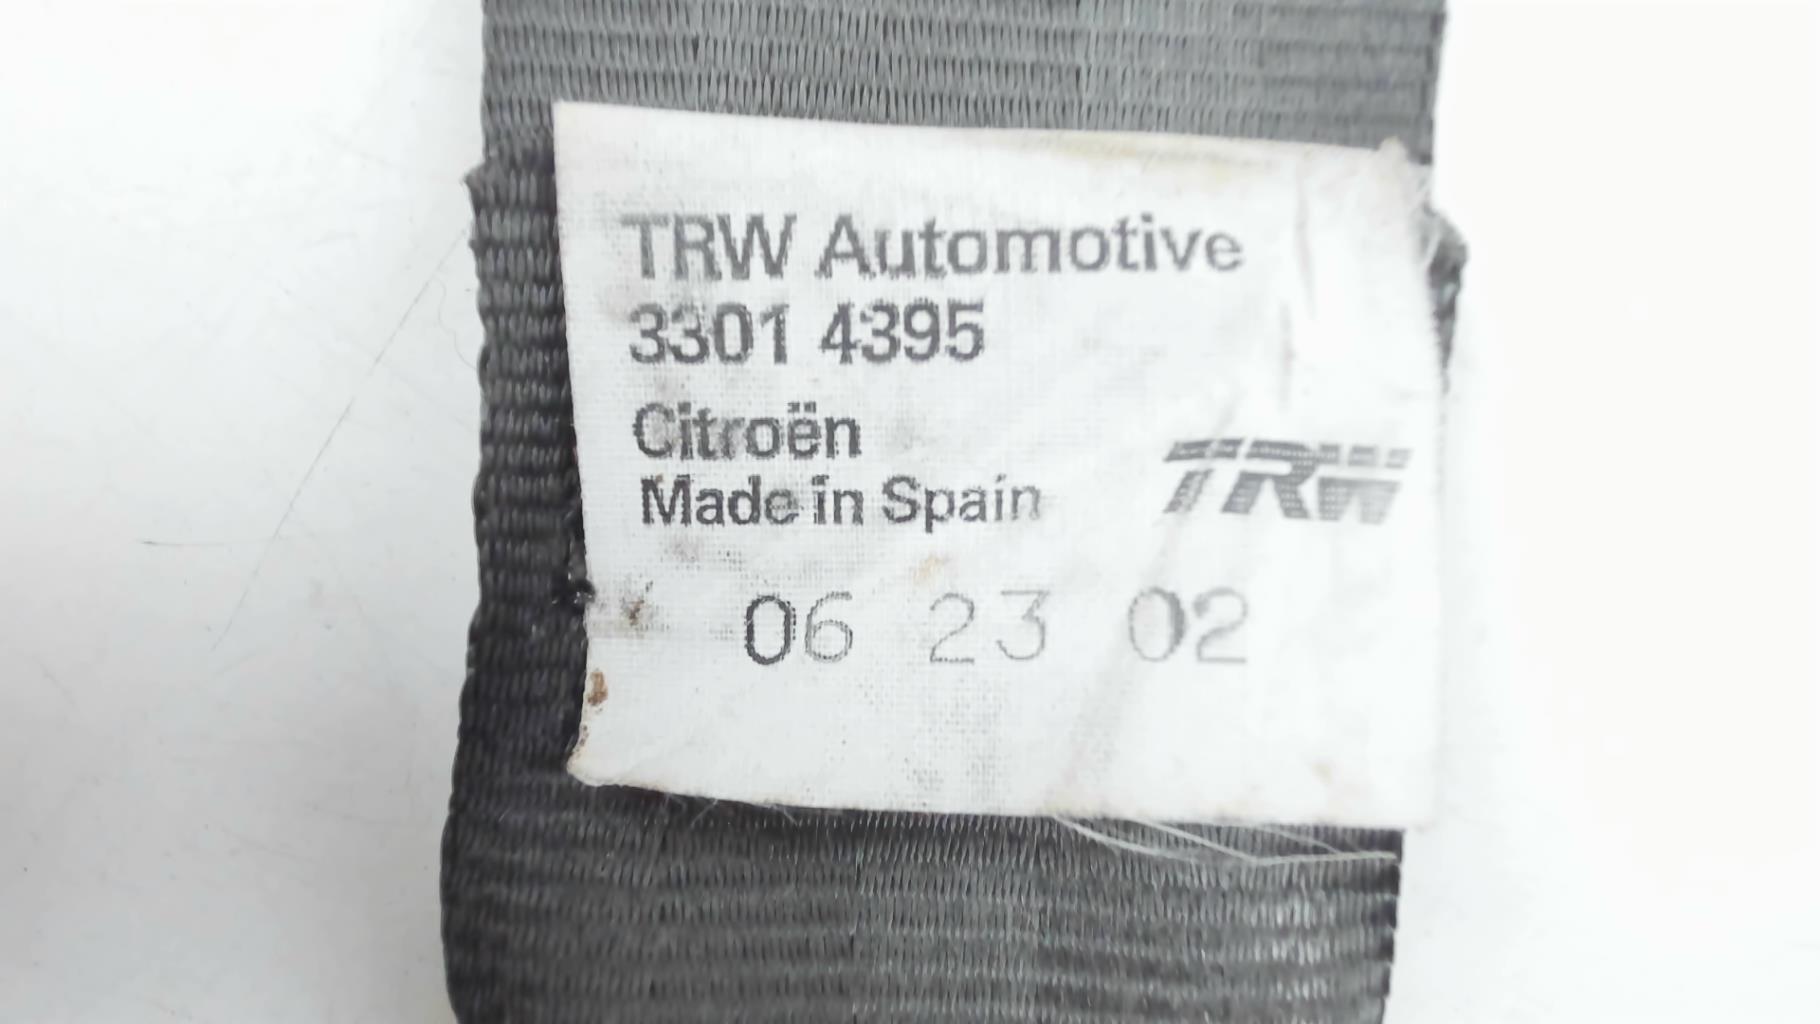 TRW Automotive
3301 4395
Citroën
Made in Spain
TRW
06 23 02